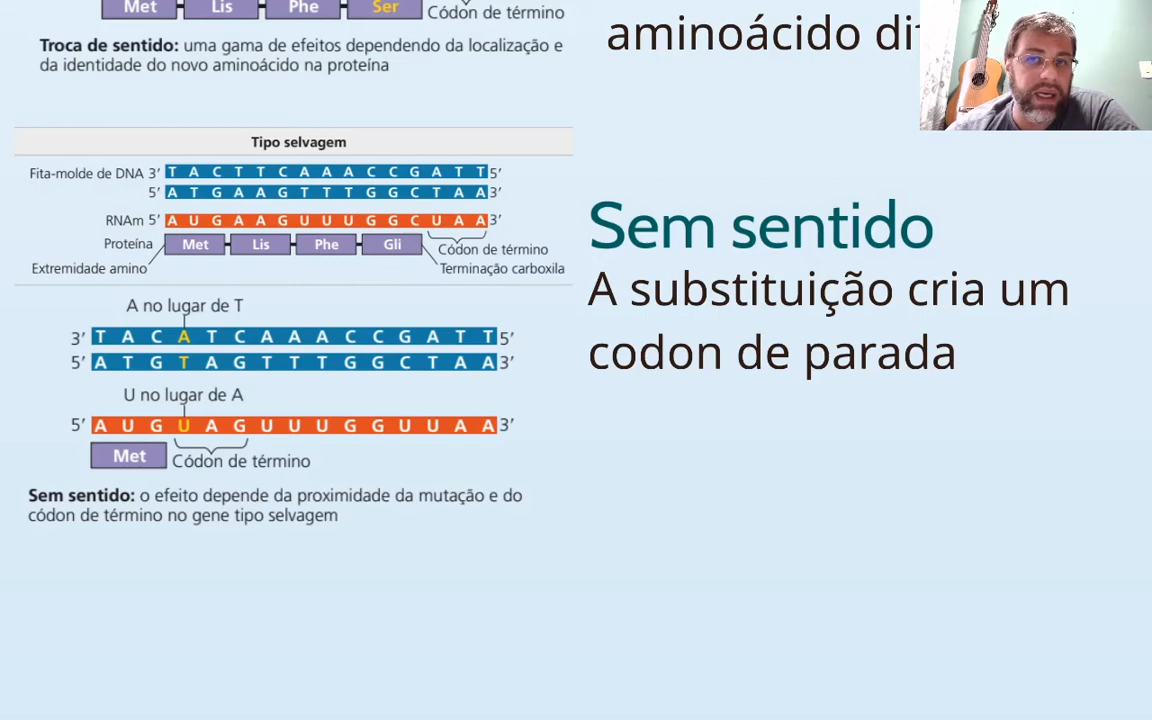 Met Lis Phe Ser
Códon de término
Troca de sentido: uma gama de efeitos dependendo da localização e
da identidade do novo aminoácido na proteína
aminoácido
Tipo selvagem
Fita-molde de DNA 3′ T A C T T C A A A C C G A T T 5′
5′ A T G A A G T T T G G C T A A 3′
RNAm 5′ A U G A A G U U U G G C U A A 3′
Proteína Met Lis Phe Gli Códon de término
Extremidade amino Terminação carboxila
A no lugar de T
3′ T A C A T C A A A C C G A T T 5′
5′ A T G T A G T T T G G C T A A 3′
U no lugar de A
5′ A U G U A G U U U G G U U A A 3′
Met Códon de término
Sem sentido: o efeito depende da proximidade da mutação e do
códon de término no gene tipo selvagem
Sem sentido
A substituição cria um
codon de parada